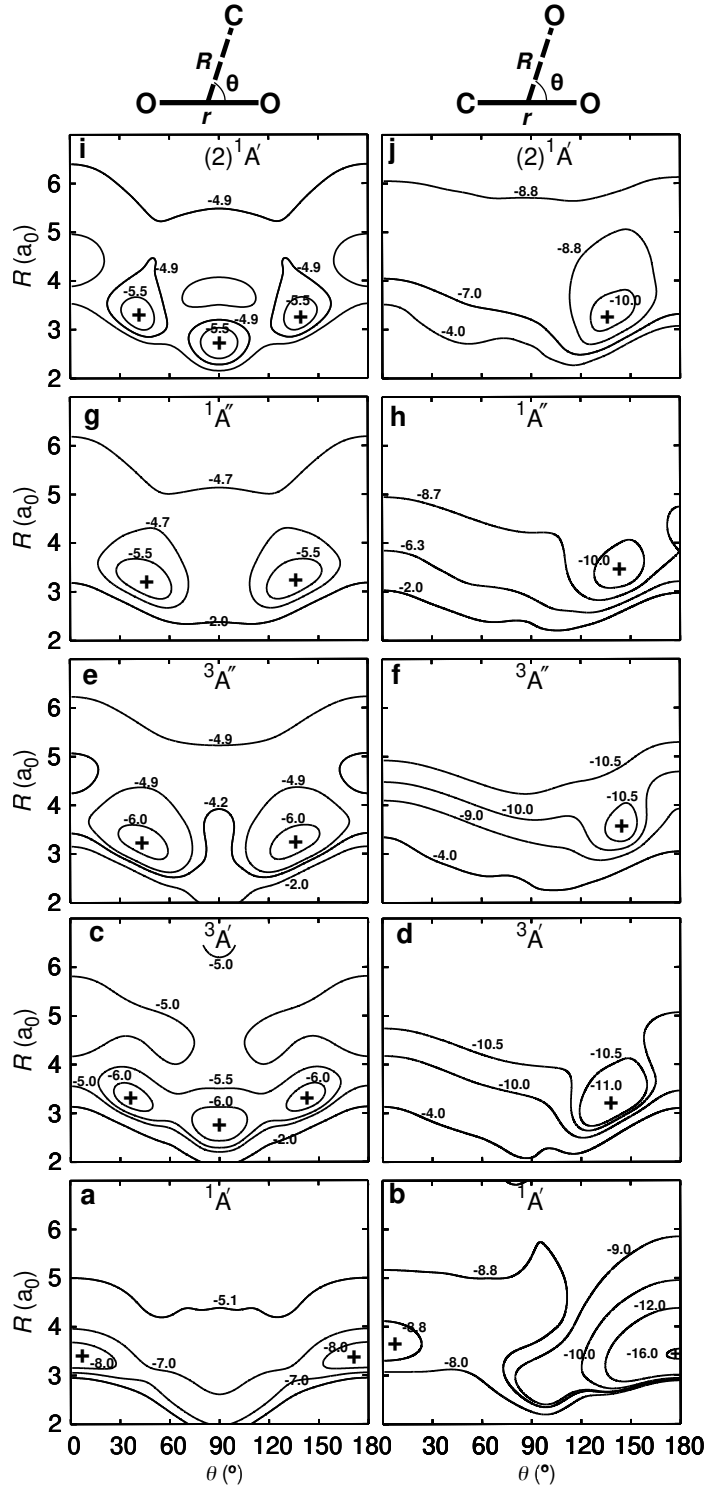 C O
R θ R θ
O r O C r O
i (2)¹A′ j (2)¹A′
6 -4.9 -8.8
5
4 -4.9 -4.9 -8.8
-5.5 -5.5 -7.0 -10.0
3 -5.5 -4.9 -4.0
2
R (a₀)
g ¹A″ h ¹A″
6
5 -4.7 -8.7
4 -4.7 -6.3
-5.5 -5.5 -10.0
3 -2.0
2 -2.0
R (a₀)
e ³A″ f ³A″
6
5 -4.9 -10.5
4 -4.9 -4.2 -4.9 -10.0 -10.5
-6.0 -6.0 -9.0
3 -4.0
2 -2.0
R (a₀)
c ³A′ d ³A′
6 -5.0
5 -5.0
4 -10.5 -10.5
-5.0 -6.0 -5.5 -6.0 -10.0 -11.0
3 -6.0 -4.0
2 -2.0
R (a₀)
a ¹A′ b ¹A′
6 -9.0
5 -5.1 -8.8
4 -8.8 -12.0
-8.0 -7.0 -8.0 -8.0 -10.0 -16.0
3 -7.0
2
R (a₀)
0 30 60 90 120 150 180 30 60 90 120 150 180
θ (º) θ (º)